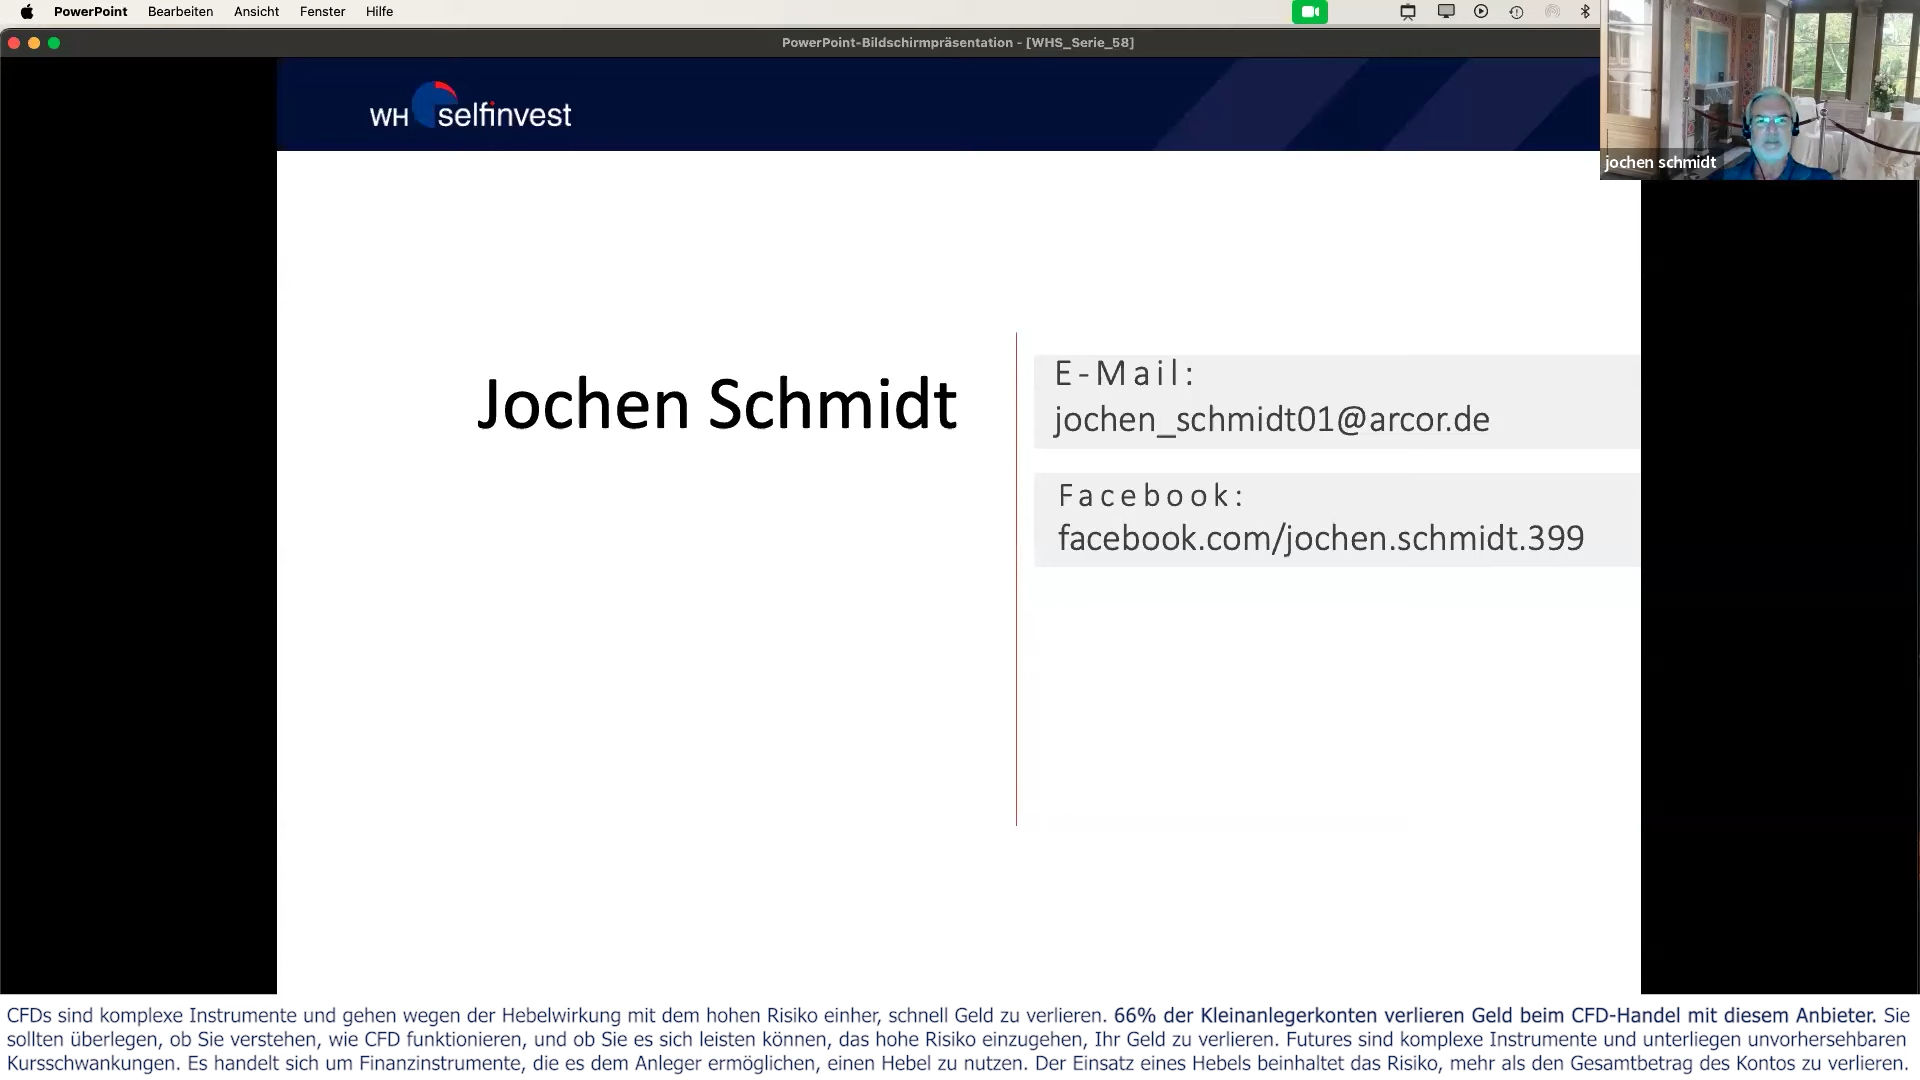 PowerPoint Bearbeiten Ansicht Fenster Hilfe
PowerPoint-Bildschirmpräsentation - [WHS_Serie_58]
WH selfinvest
jochen schmidt
Jochen Schmidt
E-Mail:
jochen_schmidt01@arcor.de
Facebook:
facebook.com/jochen.schmidt.399
CFDs sind komplexe Instrumente und gehen wegen der Hebelwirkung mit dem hohen Risiko einher, schnell Geld zu verlieren. 66% der Kleinanlegerkonten verlieren Geld beim CFD-Handel mit diesem Anbieter. Sie
sollten überlegen, ob Sie verstehen, wie CFD funktionieren, und ob Sie es sich leisten können, das hohe Risiko einzugehen, Ihr Geld zu verlieren. Futures sind komplexe Instrumente und unterliegen unvorhersehbaren
Kursschwankungen. Es handelt sich um Finanzinstrumente, die es dem Anleger ermöglichen, einen Hebel zu nutzen. Der Einsatz eines Hebels beinhaltet das Risiko, mehr als den Gesamtbetrag des Kontos zu verlieren.